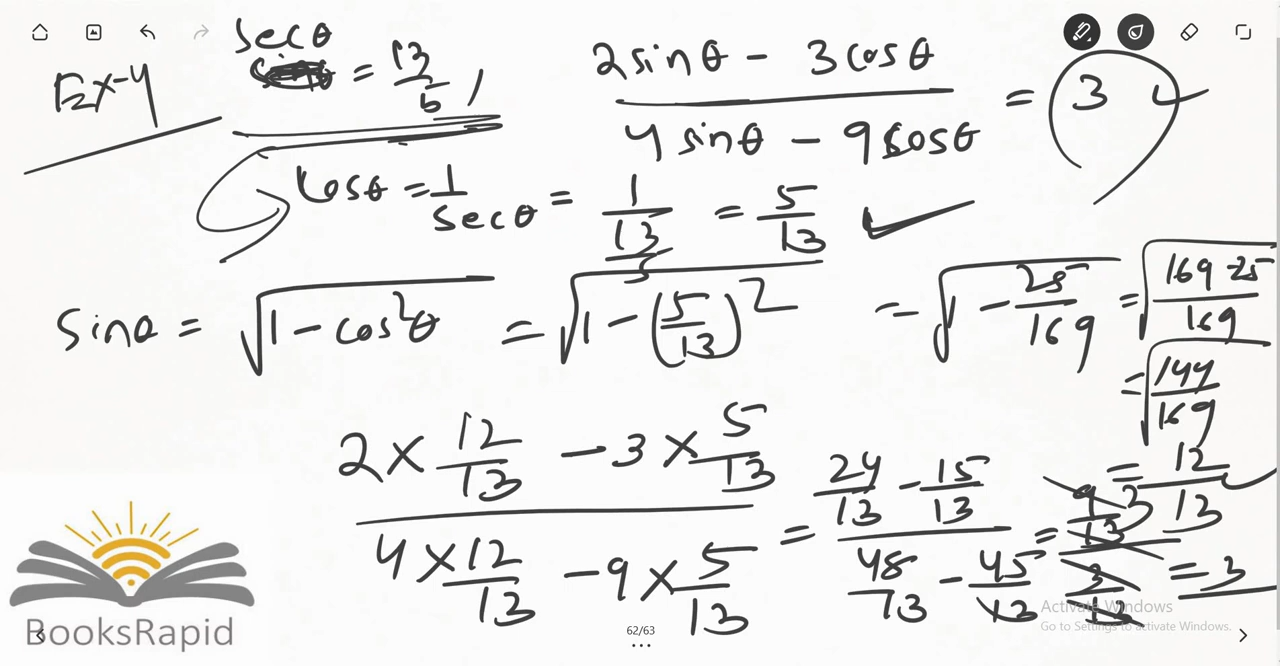 Ex-4
secθ = 13/5
(2sinθ - 3cosθ)/(4sinθ - 9cosθ) = 3
cosθ = 1/secθ = 1/(13/5) = 5/13
sinθ = √(1-cos²θ) = √(1-(5/13)²) = √(1-25/169) = √((169-25)/169)
= √(144/169)
= 12/13
(2×12/13 - 3×5/13)/(4×12/13 - 9×5/13) = (24/13 - 15/13)/(48/13 - 45/13) = (9/13)/(3/13) = 3
BooksRapid
62/63
Activate Windows
Go to Settings to activate Windows.